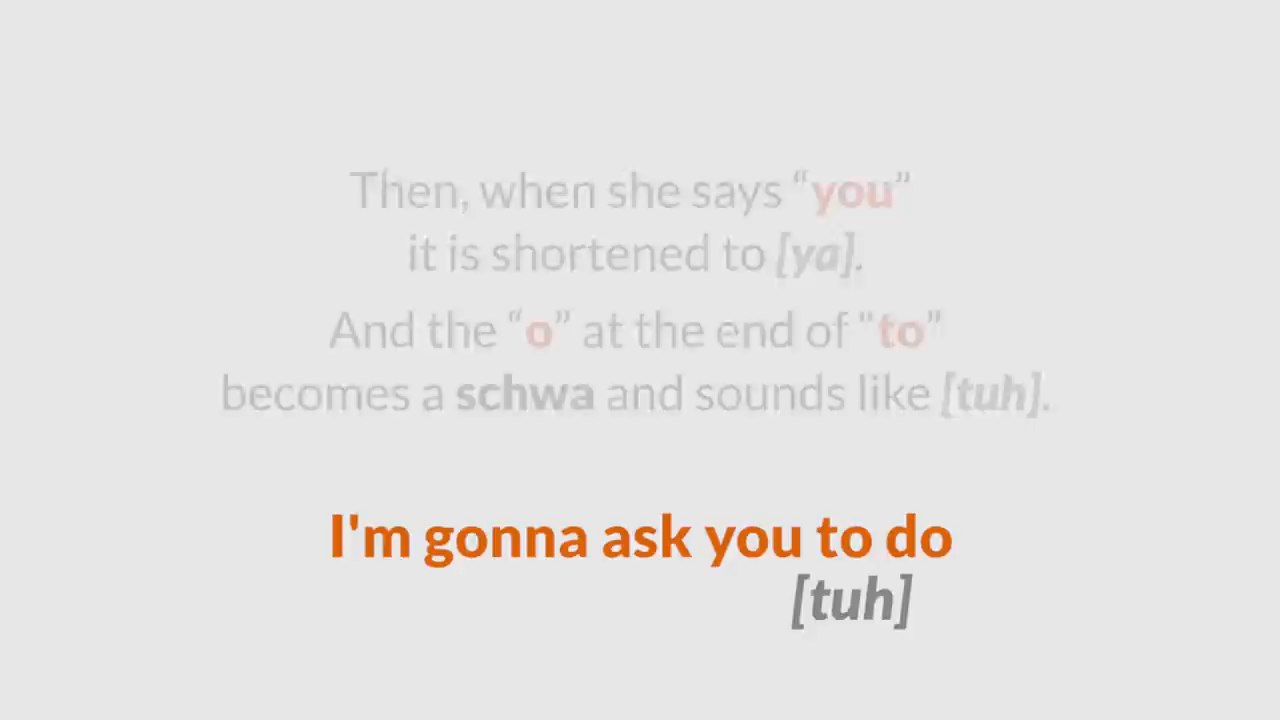 Then, when she says “you”
it is shortened to [ya].
And the “o” at the end of “to”
becomes a schwa and sounds like [tuh].
I'm gonna ask you to do
[tuh]